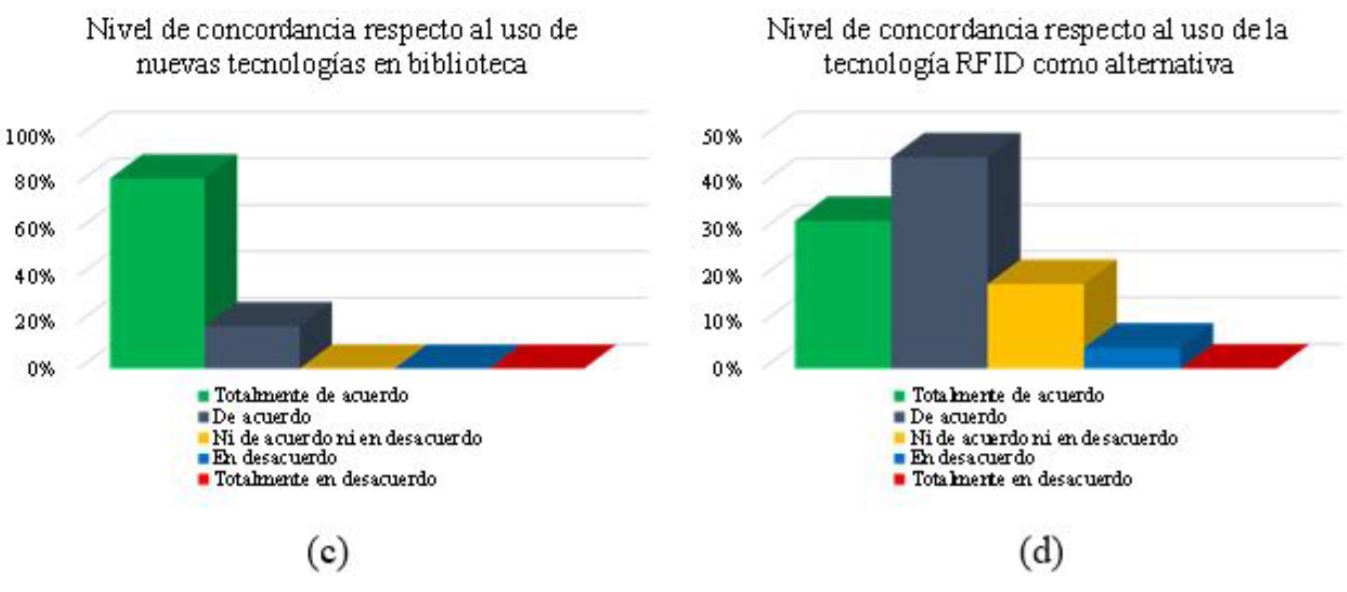 Nivel de concordancia respecto al uso de
nuevas tecnologías en biblioteca
100%
80%
60%
40%
20%
0%
Totalmente de acuerdo
De acuerdo
Ni de acuerdo ni en desacuerdo
En desacuerdo
Totalmente en desacuerdo
(c)
Nivel de concordancia respecto al uso de la
tecnología RFID como alternativa
50%
40%
30%
20%
10%
0%
Totalmente de acuerdo
De acuerdo
Ni de acuerdo ni en desacuerdo
En desacuerdo
Totalmente en desacuerdo
(d)